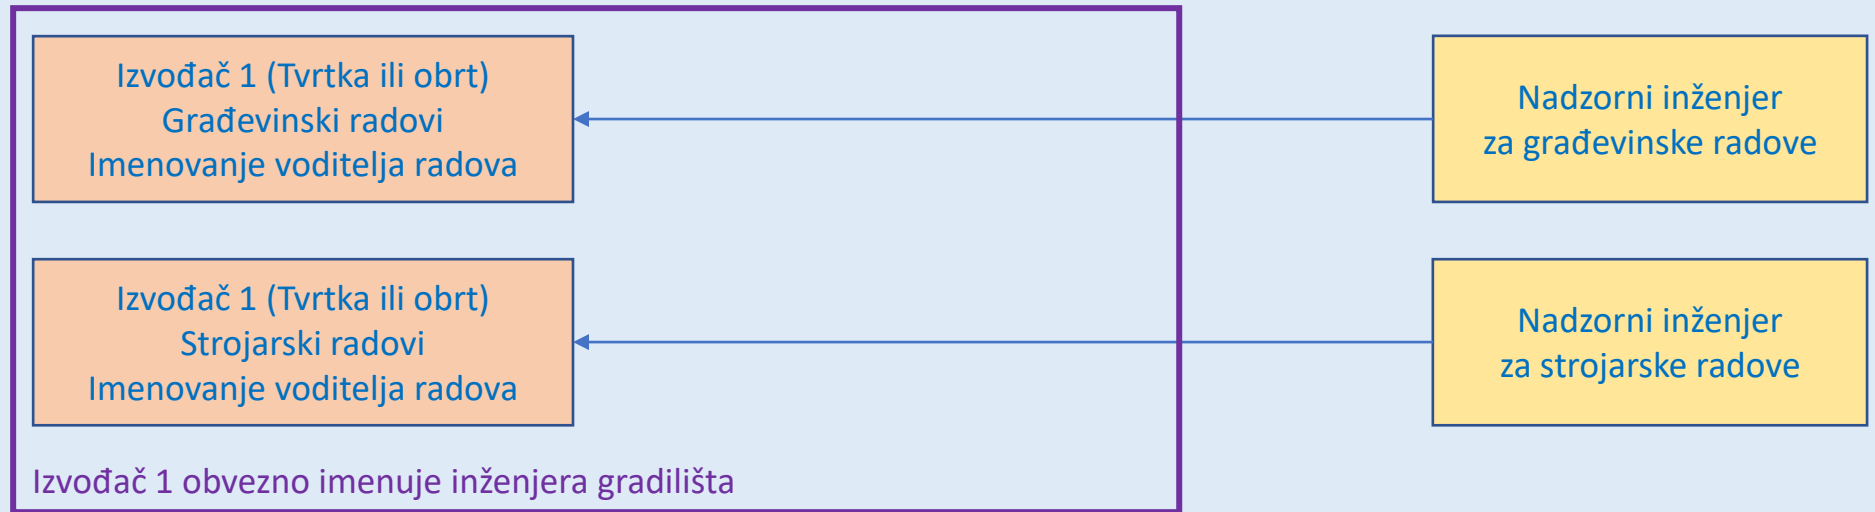 Izvođač 1 (Tvrtka ili obrt)
Građevinski radovi
Imenovanje voditelja radova
Nadzorni inženjer
za građevinske radove
Izvođač 1 (Tvrtka ili obrt)
Strojarski radovi
Imenovanje voditelja radova
Nadzorni inženjer
za strojarske radove
Izvođač 1 obvezno imenuje inženjera gradilišta